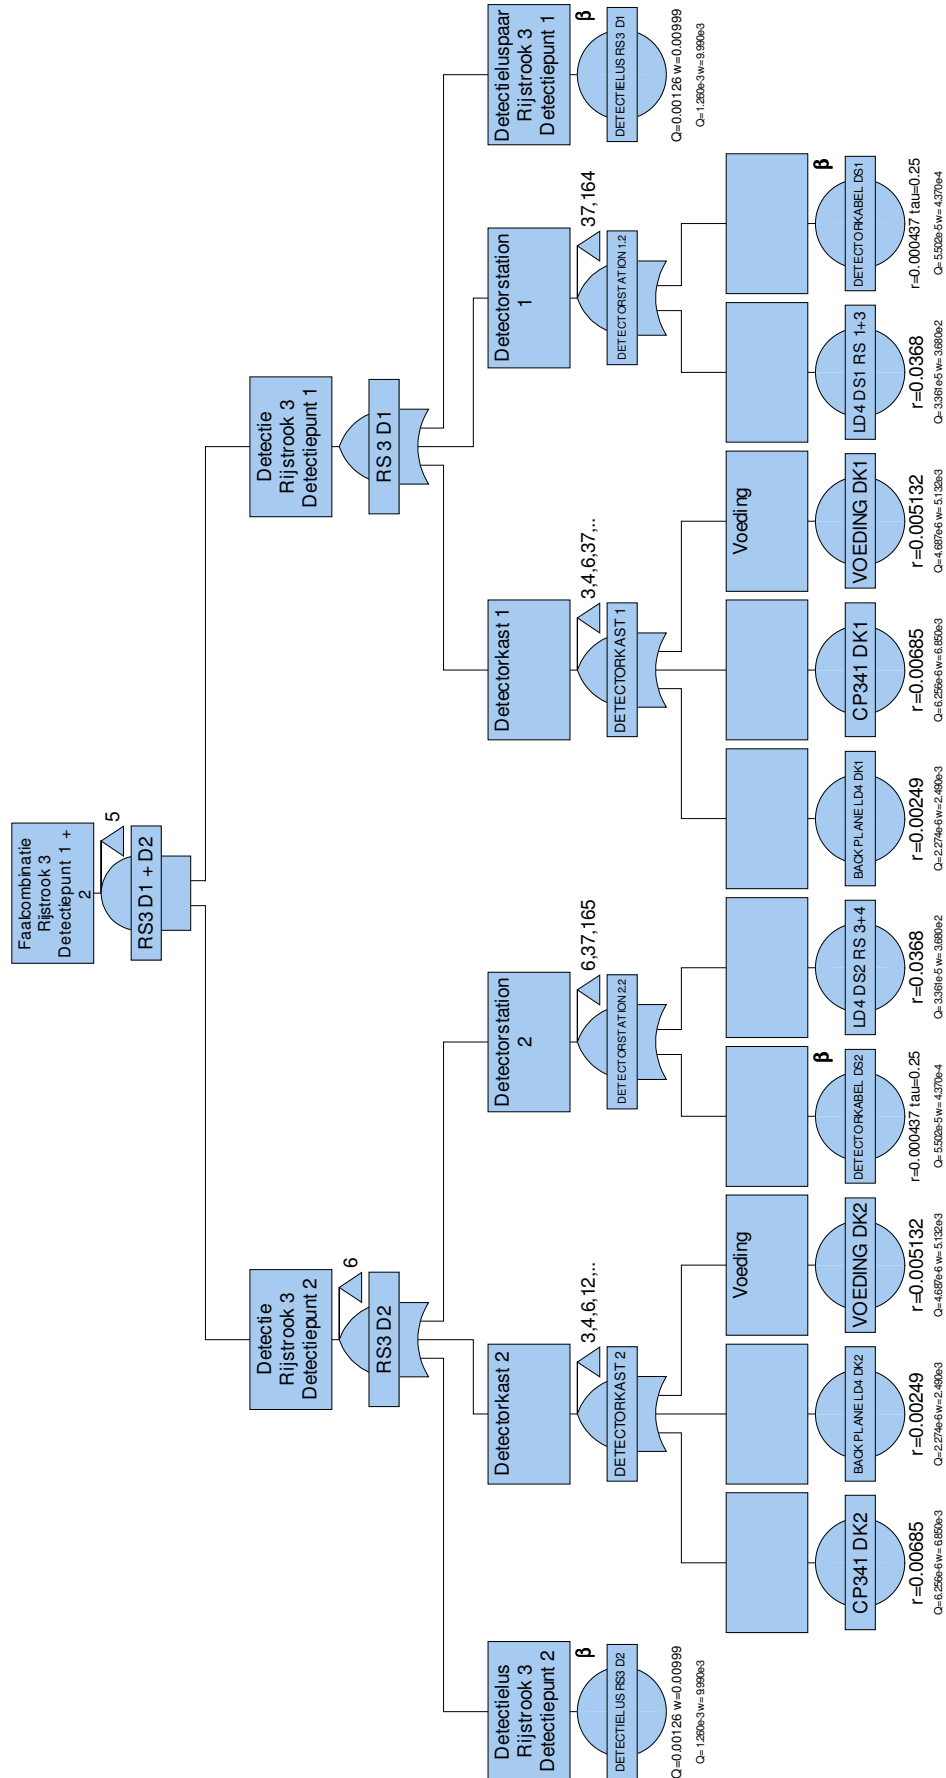 Faalcombinatie
Rijstrook 3
Detectiepunt 1 +
2
5
RS3 D1 + D2
Detectie
Rijstrook 3
Detectiepunt 2
6
RS3 D2
Detectie
Rijstrook 3
Detectiepunt 1
RS 3 D1
Detectielus
Rijstrook 3
Detectiepunt 2
β
DETECTIELUS RS3 D2
Q=0.00126 w=0.00999
Q=1.260e-3 w=9.990e-3
Detectorkast 2
3,4,6,12,..
DETECTORKAST 2
Detectorstation
2
6,37,165
DETECTORSTATION 2.2
Detectorkast 1
3,4,6,37,..
DETECTORKAST 1
Detectorstation
1
37,164
DETECTORSTATION 1.2
Detectieluspaar
Rijstrook 3
Detectiepunt 1
β
DETECTIELUS RS3 D1
Q=0.00126 w=0.00999
Q=1.260e-3 w=9.990e-3
CP341 DK2
r=0.00685
Q=6.256e-6 w=6.850e-3
BACK PLANE LD4 DK2
r=0.00249
Q=2.274e-6 w=2.490e-3
Voeding
VOEDING DK2
r=0.005132
Q=4.687e-6 w=5.132e-3
β
DETECTORKABEL DS2
r=0.000437 tau=0.25
Q=5.502e-5 w=4.370e-4
LD4 DS2 RS 3+4
r=0.0368
Q=3.361e-5 w=3.680e-2
BACK PLANE LD4 DK1
r=0.00249
Q=2.274e-6 w=2.490e-3
CP341 DK1
r=0.00685
Q=6.256e-6 w=6.850e-3
Voeding
VOEDING DK1
r=0.005132
Q=4.687e-6 w=5.132e-3
LD4 DS1 RS 1+3
r=0.0368
Q=3.361e-5 w=3.680e-2
β
DETECTORKABEL DS1
r=0.000437 tau=0.25
Q=5.502e-5 w=4.370e-4